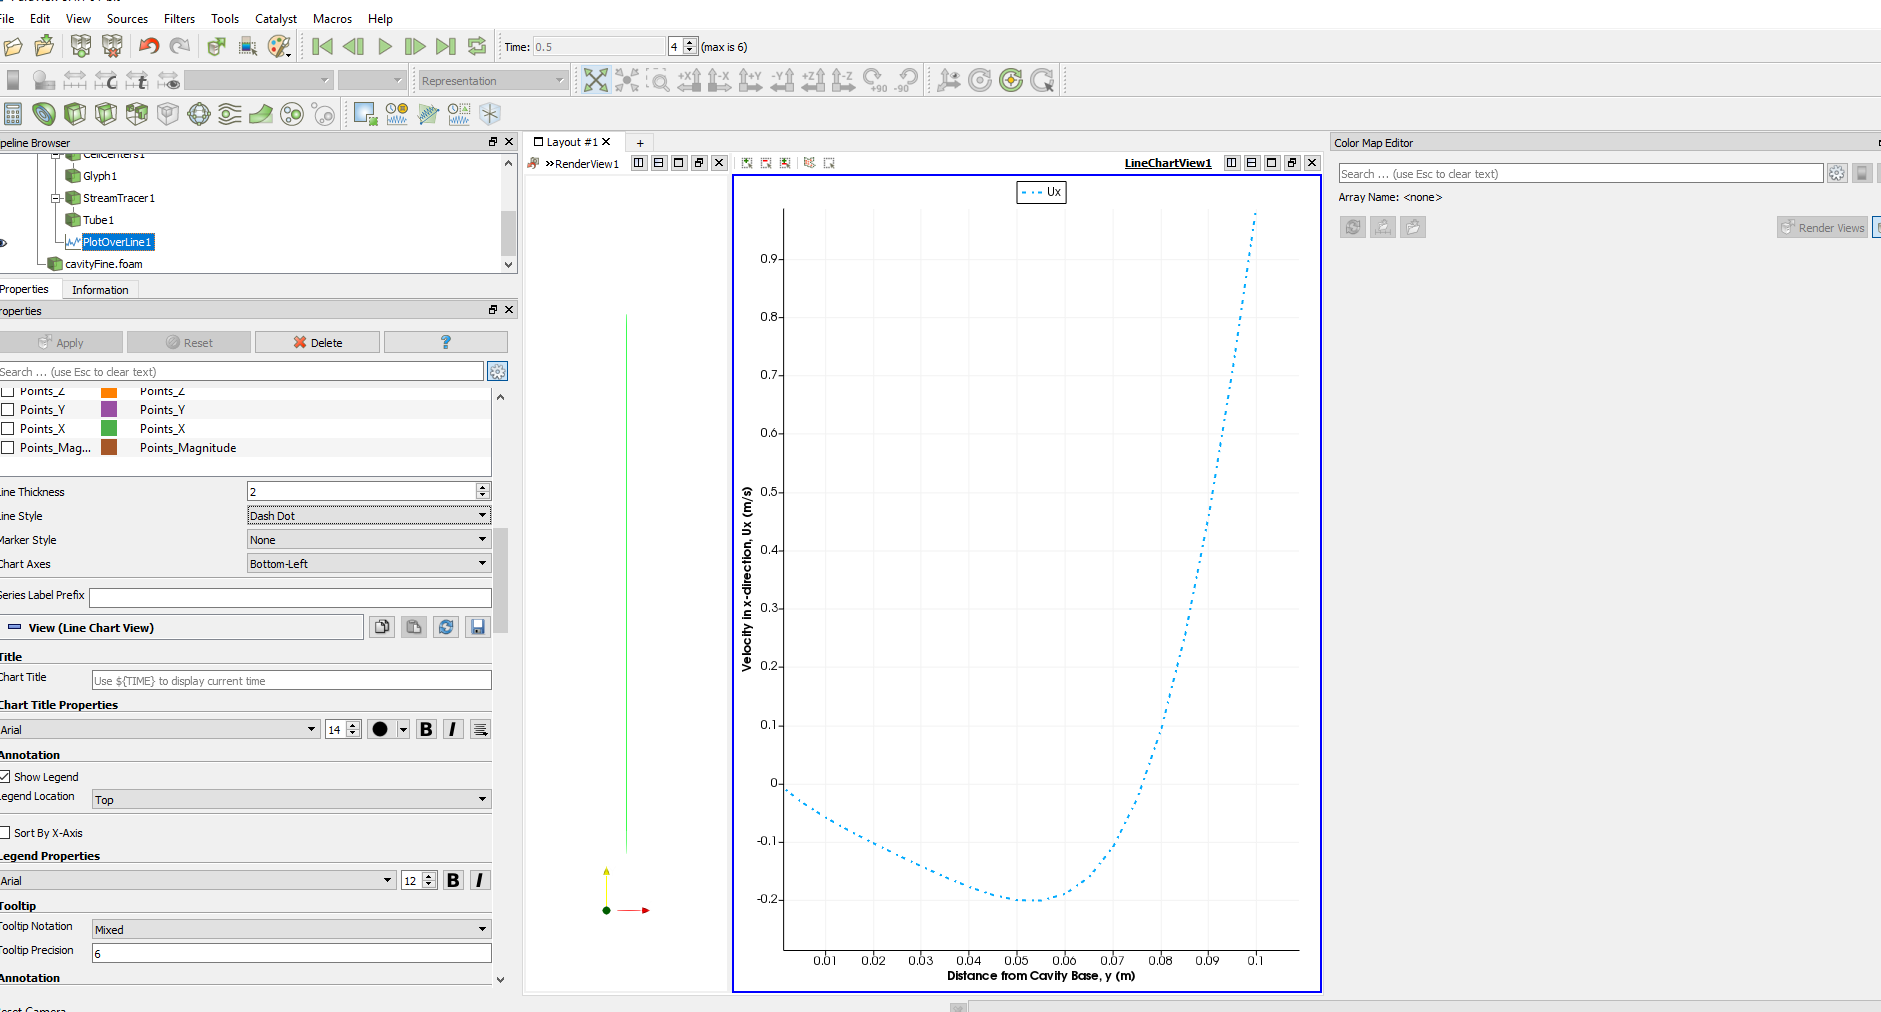 File Edit View Sources Filters Tools Catalyst Macros Help
Time: 0.5 4 (max is 6)
Representation
+X -X +Y -Y +Z -Z +90 -90
Pipeline Browser
CellCenters1
Glyph1
StreamTracer1
Tube1
PlotOverLine1
cavityFine.foam
Properties Information
Properties
Apply Reset Delete ?
Search ... (use Esc to clear text)
Points_Z Points_Z
Points_Y Points_Y
Points_X Points_X
Points_Mag... Points_Magnitude
Line Thickness 2
Line Style Dash Dot
Marker Style None
Chart Axes Bottom-Left
Series Label Prefix
View (Line Chart View)
Title
Chart Title Use ${TIME} to display current time
Chart Title Properties
Arial 14 B I
Annotation
Show Legend
Legend Location Top
Sort By X-Axis
Legend Properties
Arial 12 B I
Tooltip
Tooltip Notation Mixed
Tooltip Precision 6
Annotation
Layout #1 +
»RenderView1
LineChartView1
Ux
0.9
0.8
0.7
0.6
0.5
0.4
0.3
0.2
0.1
0
-0.1
-0.2
Velocity in x-direction, Ux (m/s)
0.01 0.02 0.03 0.04 0.05 0.06 0.07 0.08 0.09 0.1
Distance from Cavity Base, y (m)
Color Map Editor
Search ... (use Esc to clear text)
Array Name: <none>
Render Views